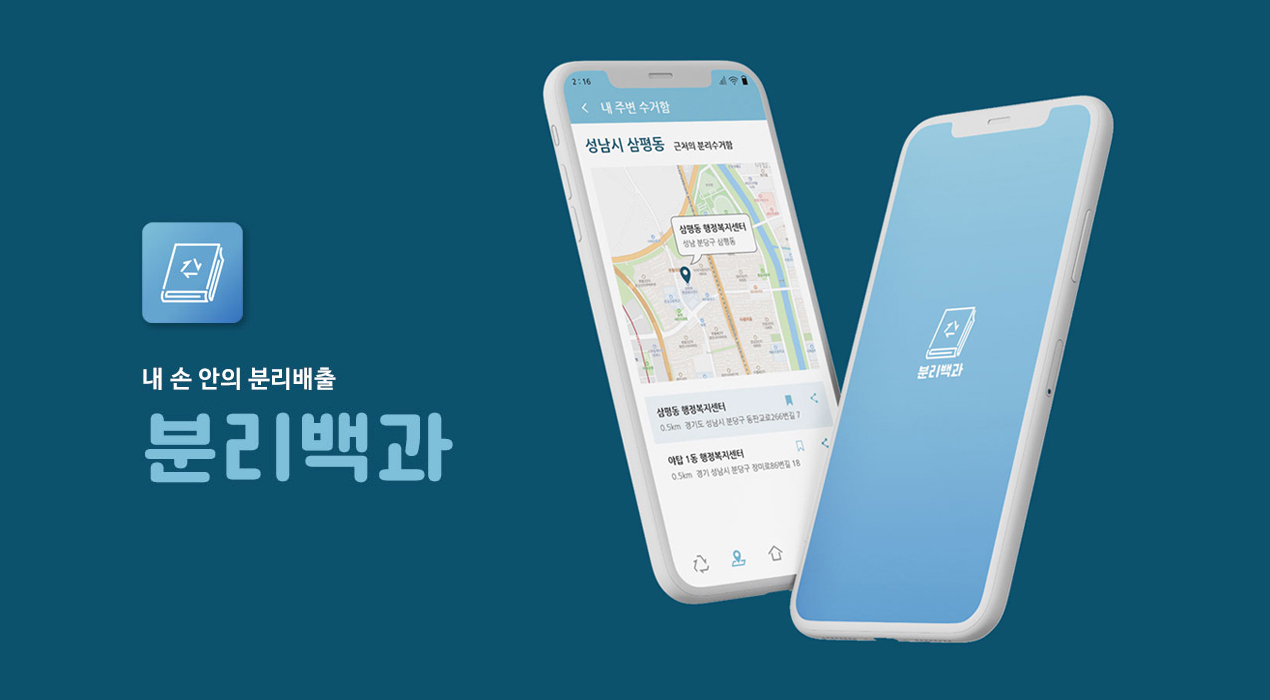 내 손 안의 분리배출
분리백과
2:16
내 주변 수거함
성남시 삼평동 근처의 분리수거함
삼평동 행정복지센터
성남 분당구 삼평동
삼평동 행정복지센터
0.5km 경기도 성남시 분당구 동판교로266번길 7
야탑 1동 행정복지센터
0.5km 경기 성남시 분당구 장미로86번길 18
분리백과